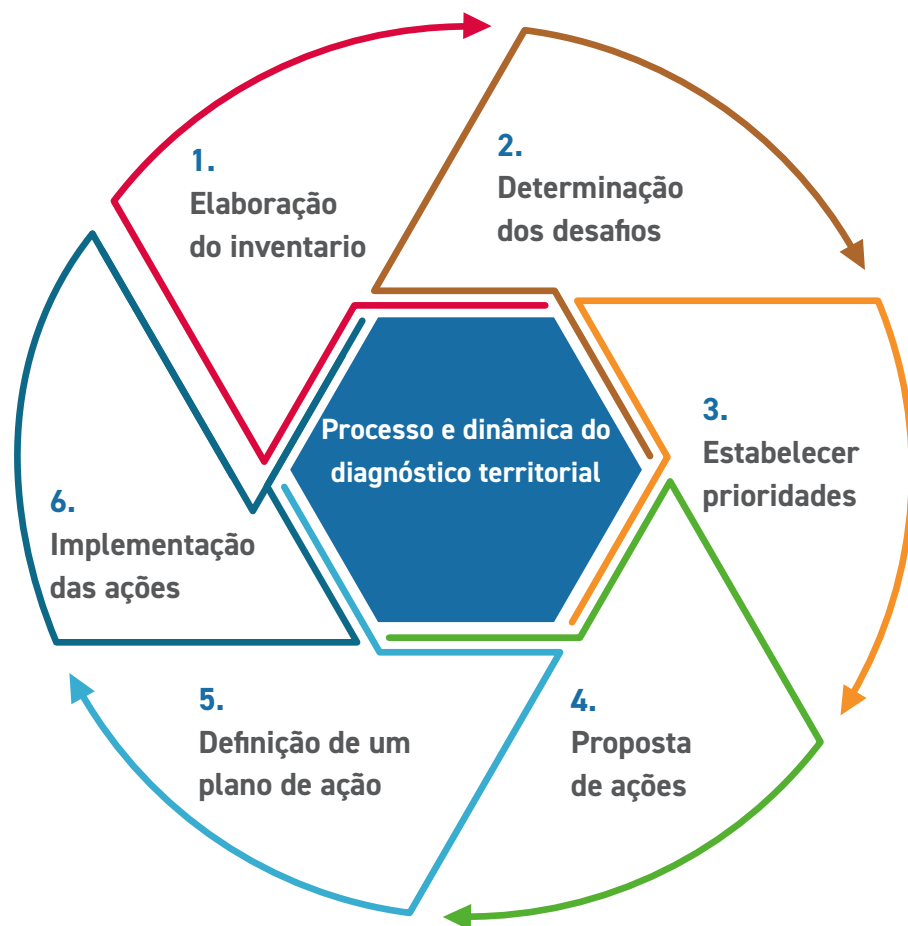 1.
Elaboração
do inventario
2.
Determinação
dos desafios
3.
Estabelecer
prioridades
4.
Proposta
de ações
5.
Definição de um
plano de ação
6.
Implementação
das ações
Processo e dinâmica do
diagnóstico territorial